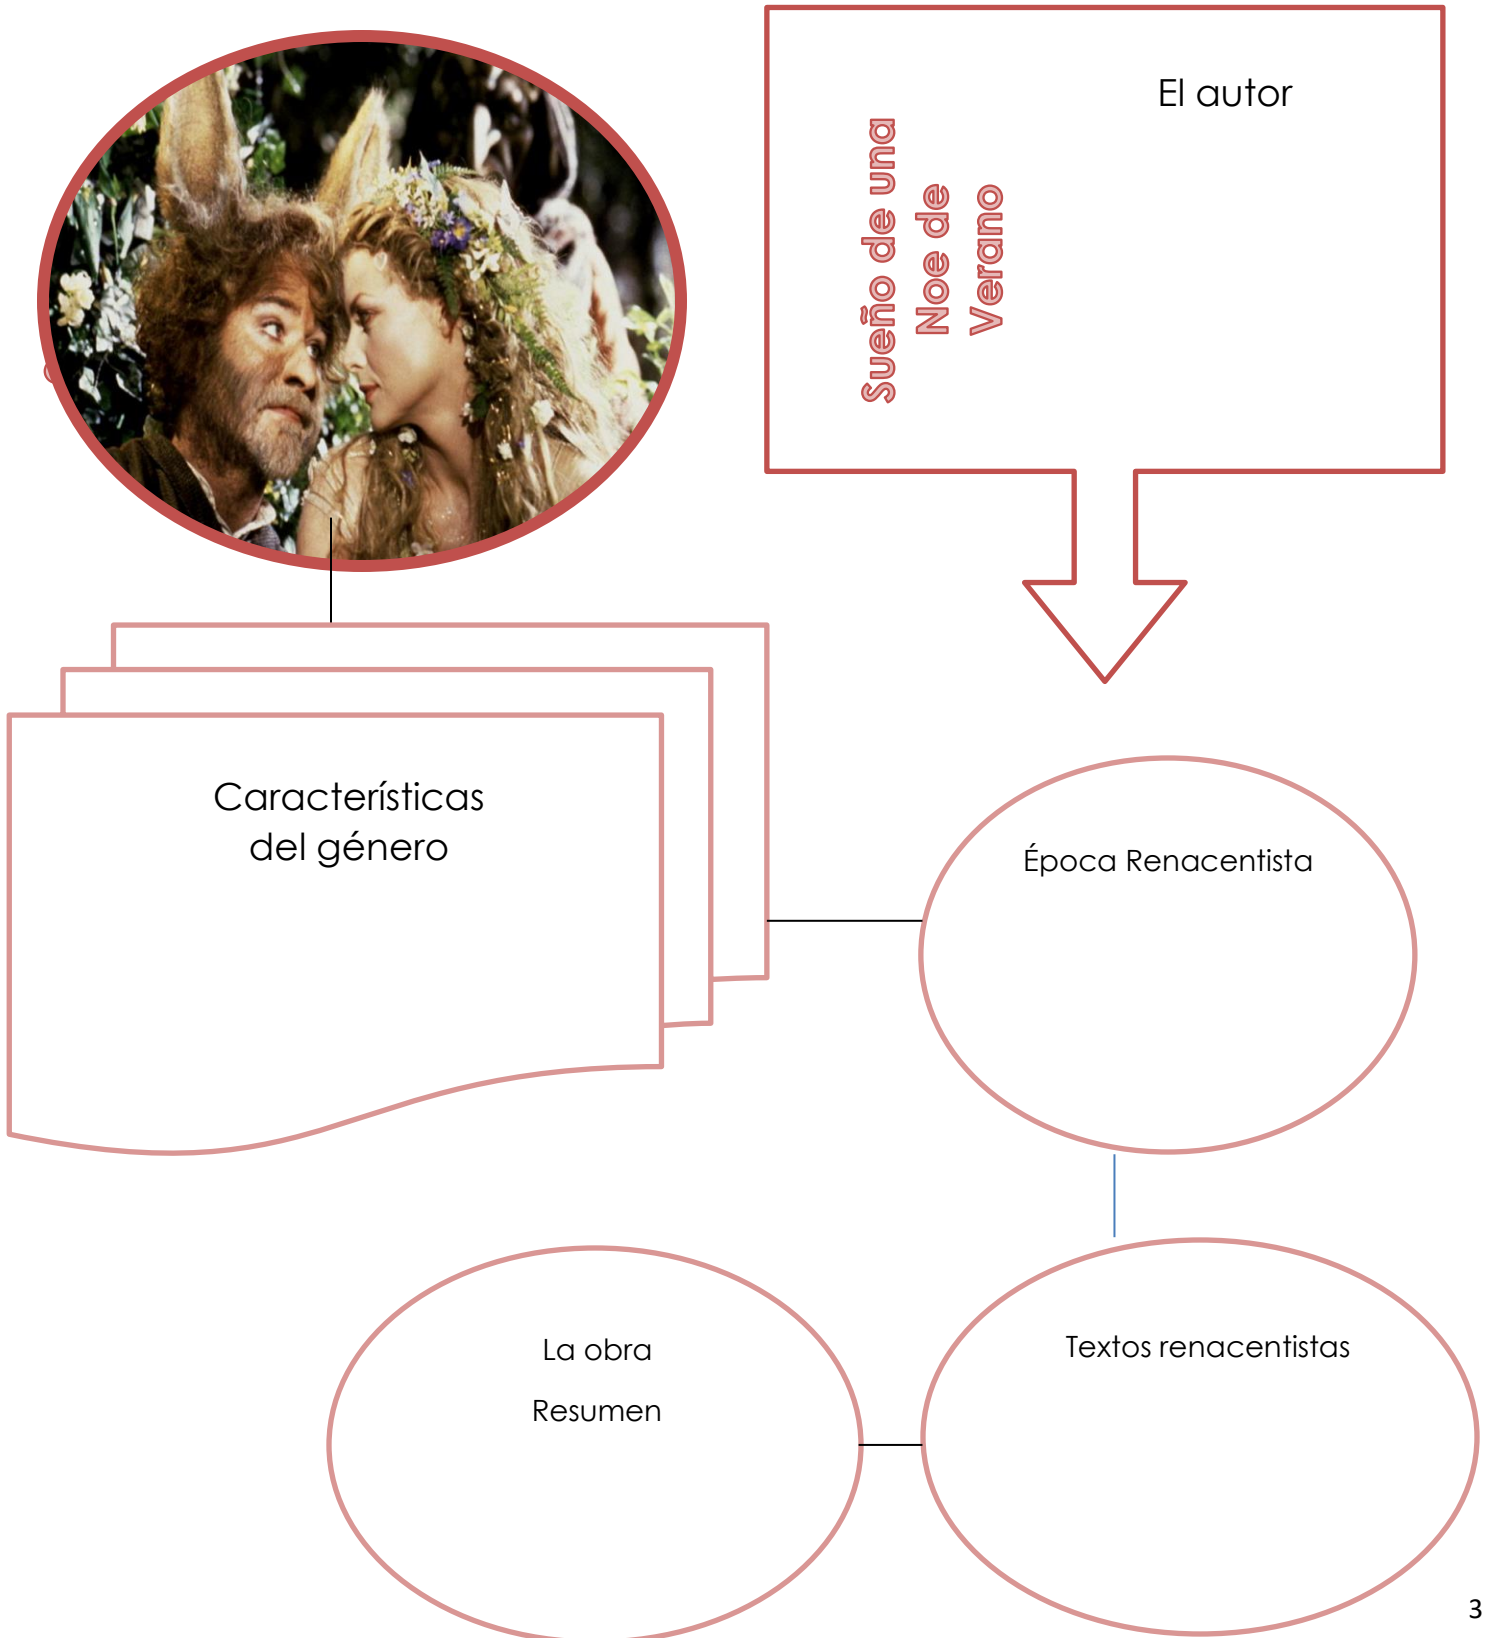 El autor
Sueño de una
Noe de
Verano
Características
del género
Época Renacentista
Textos renacentistas
La obra
Resumen
3